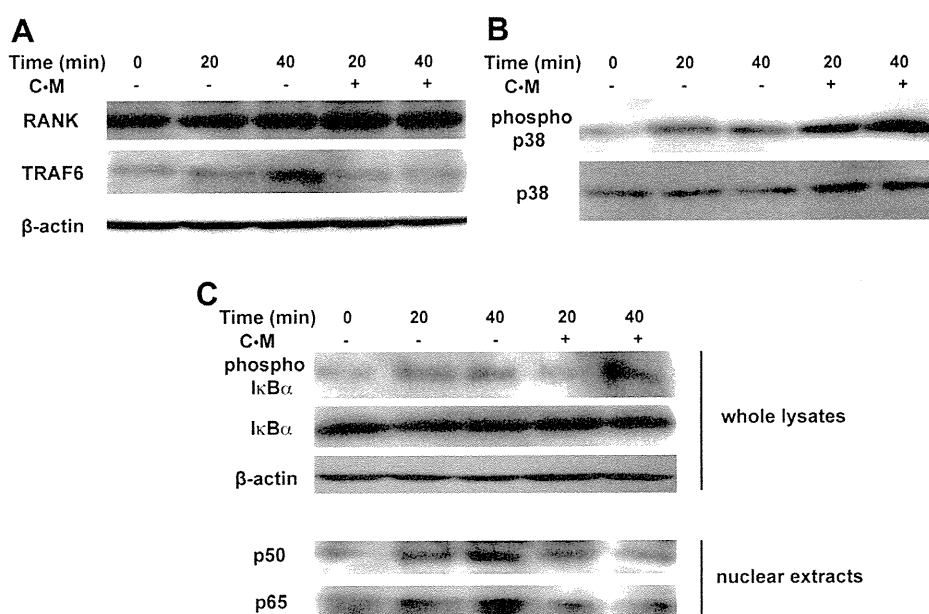 A
Time (min) 0 20 40 20 40
C•M - - - + +
RANK
TRAF6
β-actin
B
Time (min) 0 20 40 20 40
C•M - - - + +
phospho
p38
p38
C
Time (min) 0 20 40 20 40
C•M - - - + +
phospho
IκBα
IκBα
β-actin
whole lysates
p50
p65
nuclear extracts